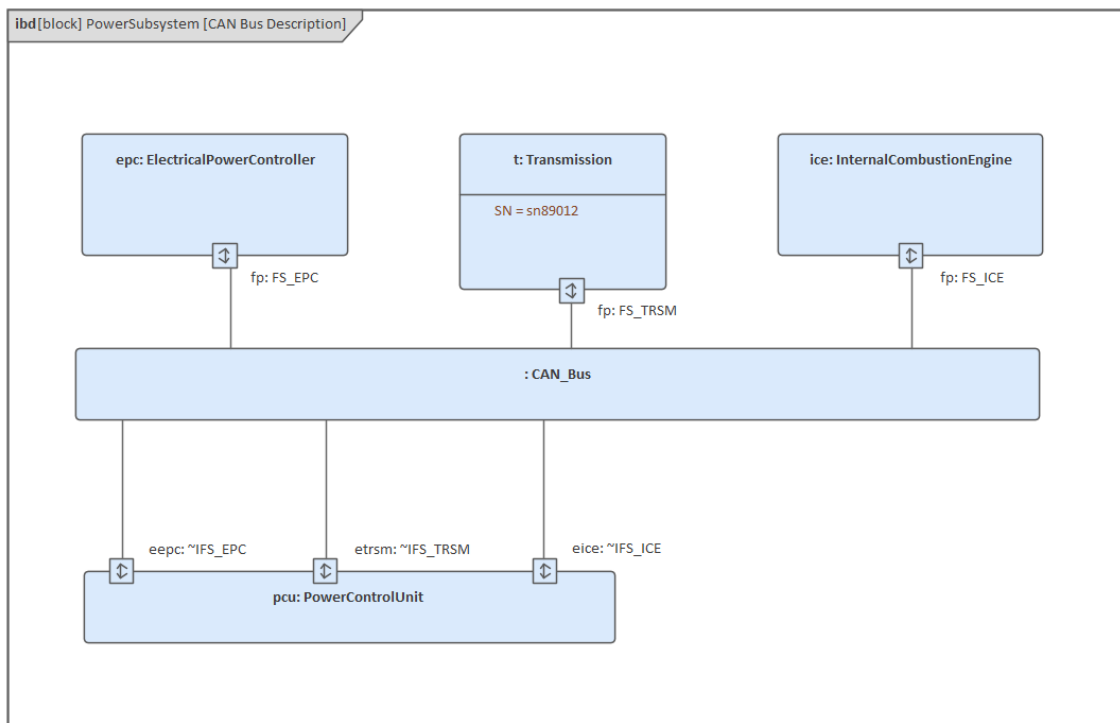 ibd[block] PowerSubsystem [CAN Bus Description]
epc: ElectricalPowerController
t: Transmission
ice: InternalCombustionEngine
SN = sn89012
fp: FS_EPC
fp: FS_ICE
fp: FS_TRSM
: CAN_Bus
eepc: ~IFS_EPC
etrsm: ~IFS_TRSM
eice: ~IFS_ICE
pcu: PowerControlUnit